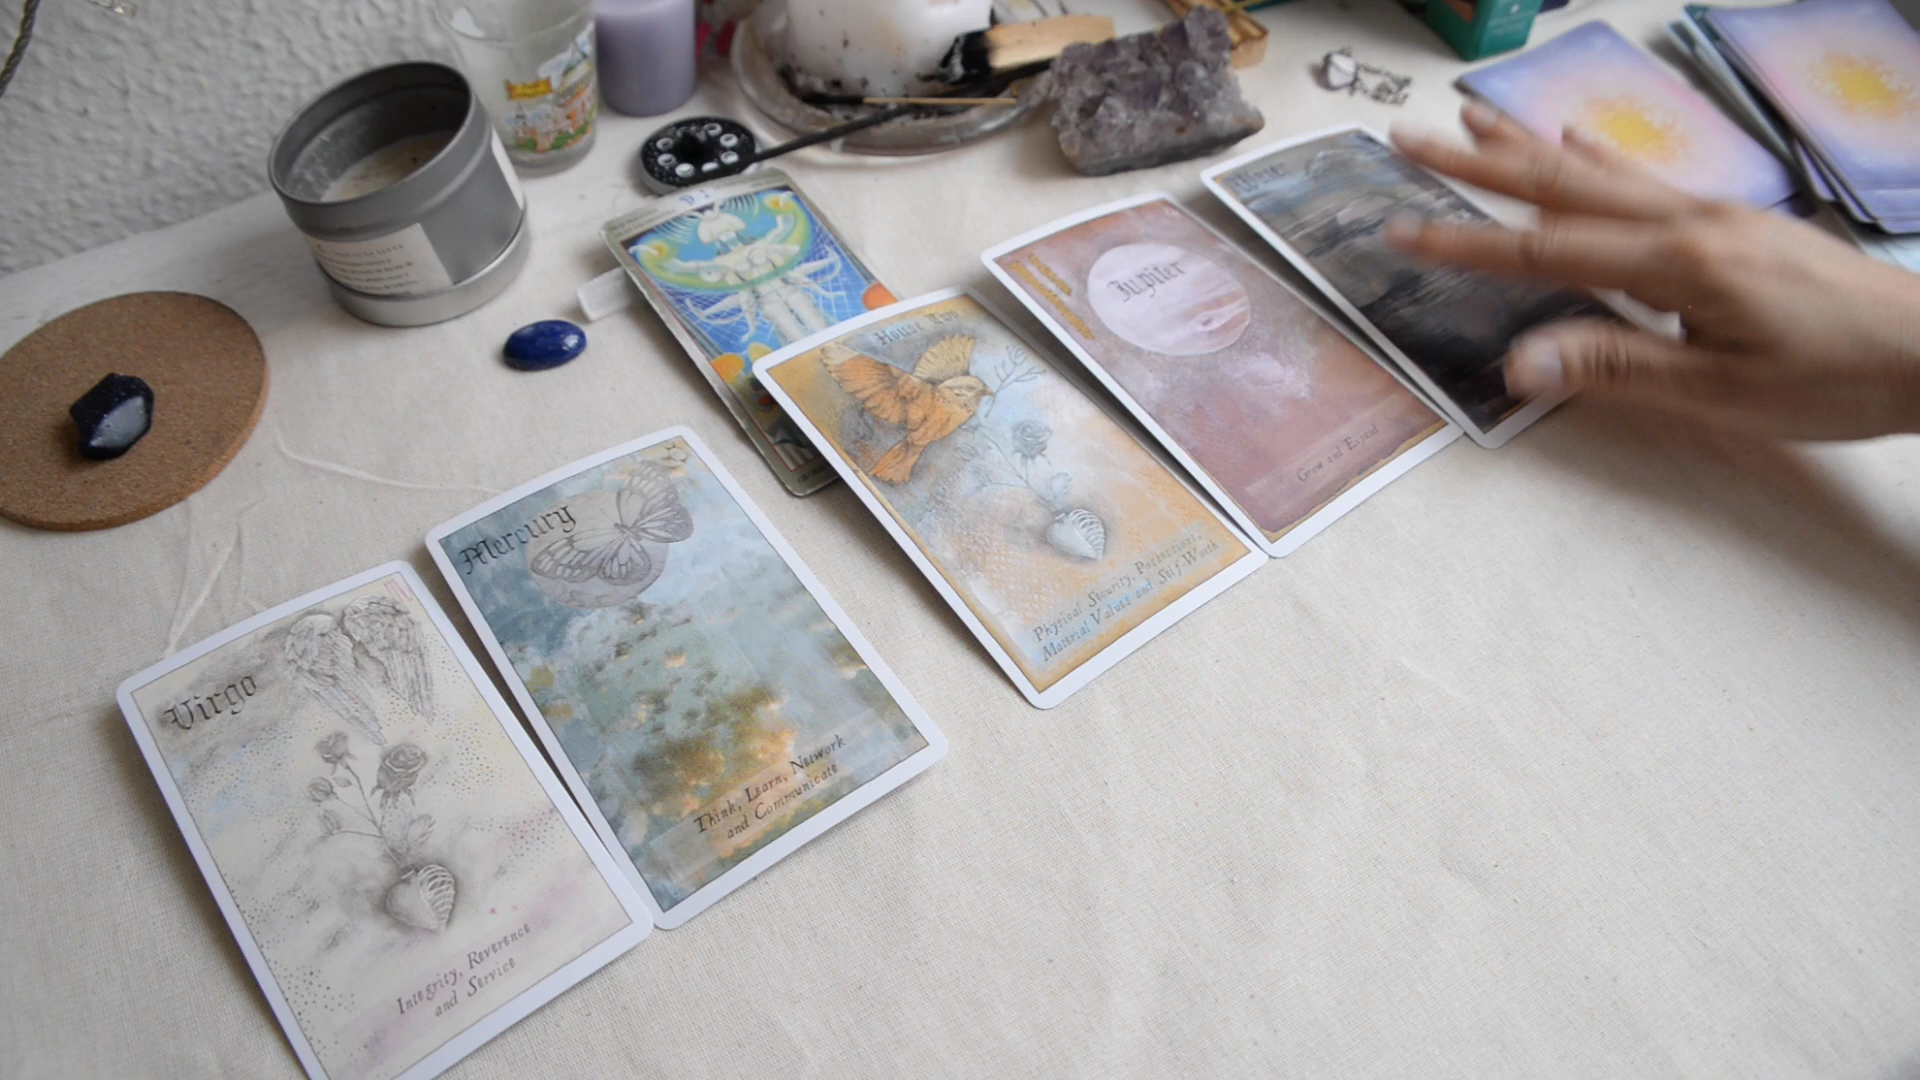 Virgo
Integrity, Reverence
and Service
Mercury
Think, Learn, Network
and Communicate
House Two
Physical Security, Possessions,
Material Values and Self-Worth
Jupiter
Grow and Expand
Water